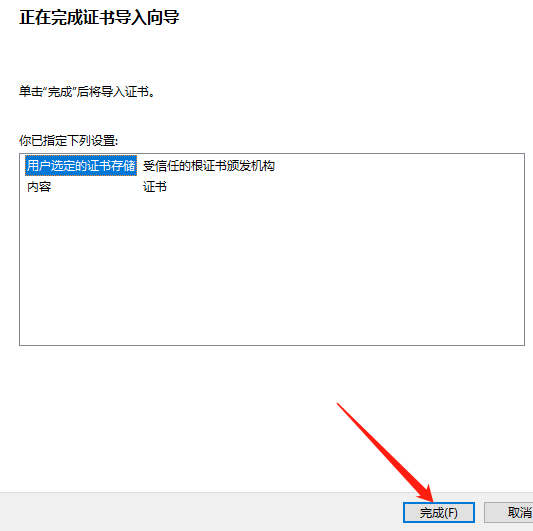 正在完成证书导入向导
单击“完成”后将导入证书。
你已指定下列设置:
用户选定的证书存储 受信任的根证书颁发机构
内容 证书
完成(F) 取消